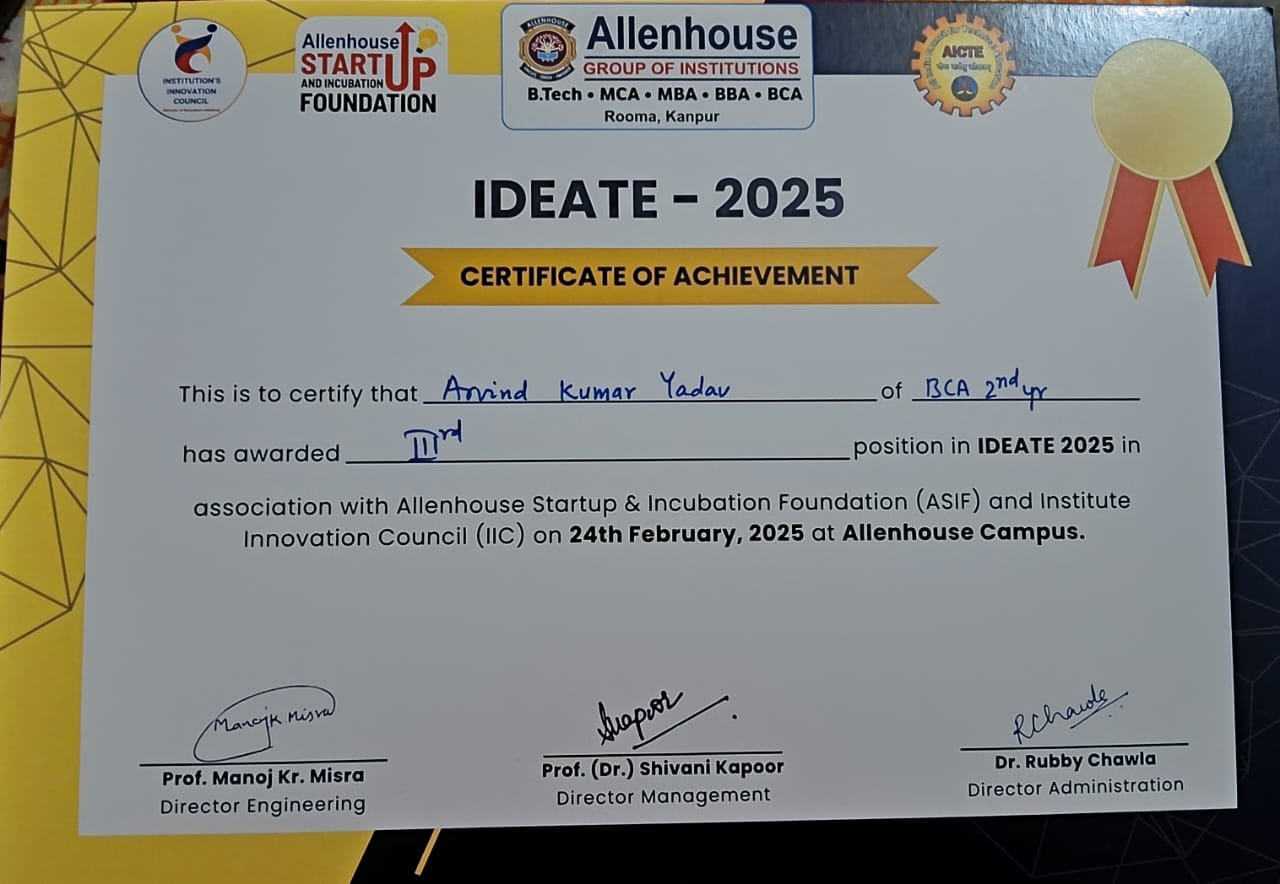 INSTITUTION'S
INNOVATION
COUNCIL
Allenhouse
STARTUP
AND INCUBATION
FOUNDATION
ALLENHOUSE
Allenhouse
GROUP OF INSTITUTIONS
B.Tech • MCA • MBA • BBA • BCA
Rooma, Kanpur
AICTE
IDEATE - 2025
CERTIFICATE OF ACHIEVEMENT
This is to certify that Arvind Kumar Yadav of BCA 2nd yr
has awarded IIIrd position in IDEATE 2025 in
association with Allenhouse Startup & Incubation Foundation (ASIF) and Institute
Innovation Council (IIC) on 24th February, 2025 at Allenhouse Campus.
Manojk Misra
Skapoor
RChawla
Prof. Manoj Kr. Misra
Director Engineering
Prof. (Dr.) Shivani Kapoor
Director Management
Dr. Rubby Chawla
Director Administration